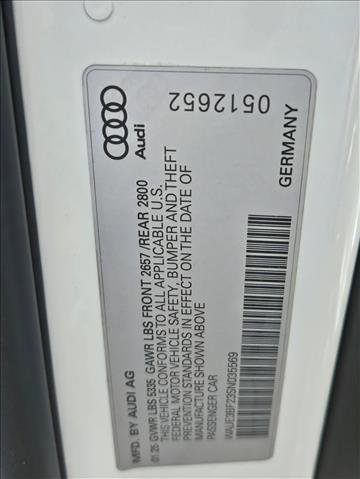 Audi
0512652
GERMANY
MFD. BY AUDI AG
01.25 GVWR LBS 5335 GAWR LBS FRONT 2657/REAR 2800
THIS VEHICLE CONFORMS TO ALL APPLICABLE U.S.
FEDERAL MOTOR VEHICLE SAFETY, BUMPER AND THEFT
PREVENTION STANDARDS IN EFFECT ON THE DATE OF
MANUFACTURE SHOWN ABOVE
PASSENGER CAR
WAUE3BF23SN035569